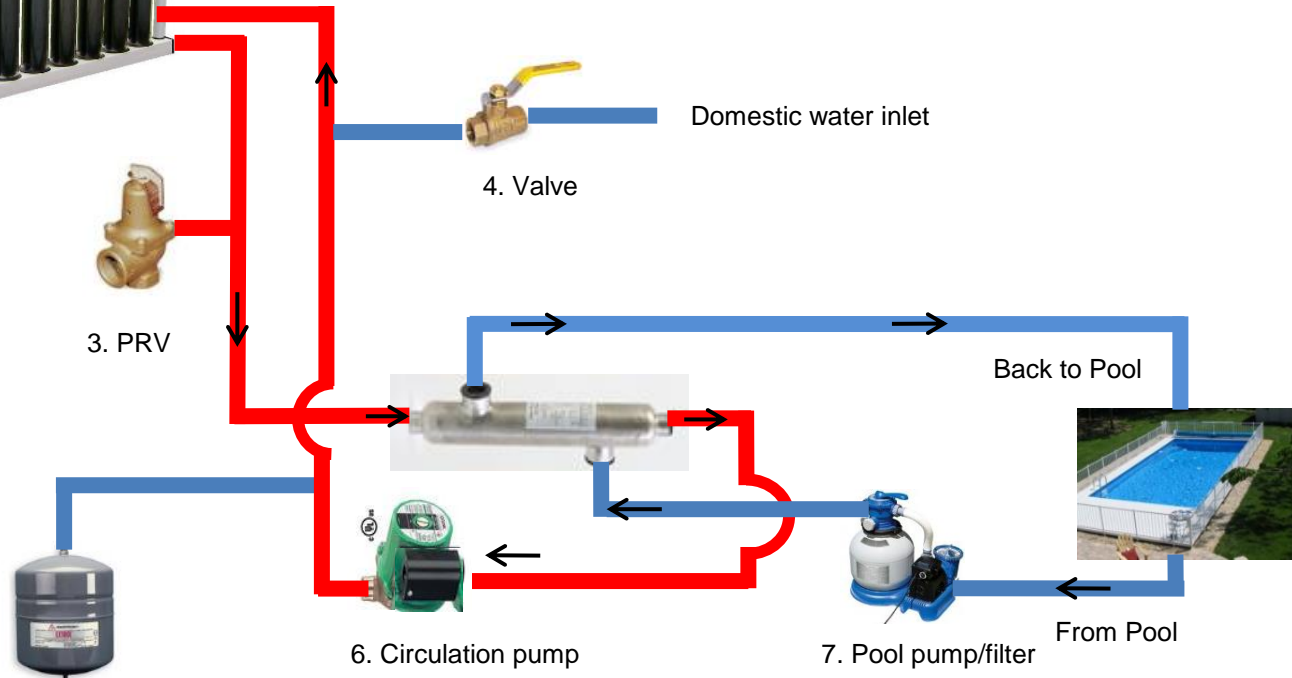 Domestic water inlet
4. Valve
3. PRV
Back to Pool
From Pool
6. Circulation pump
7. Pool pump/filter